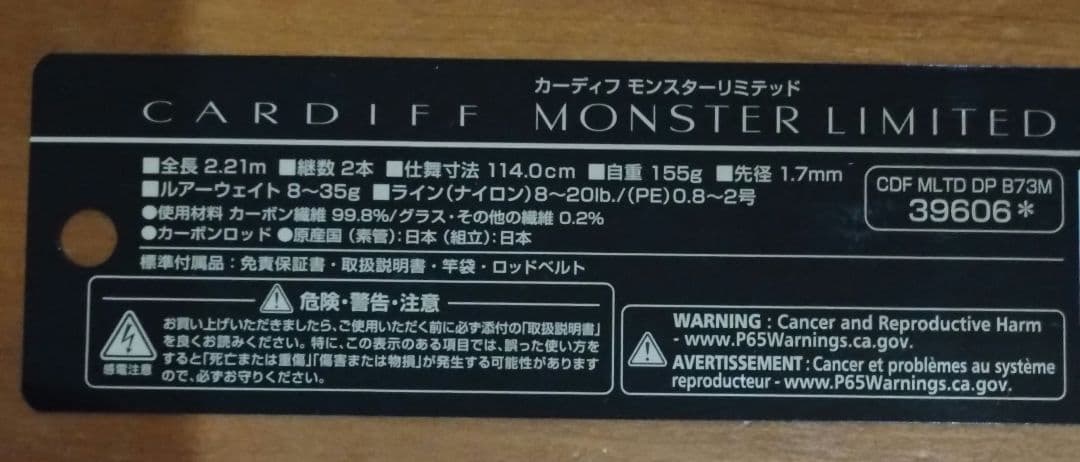 カーディフ モンスターリミテッド
CARDIFF MONSTER LIMITED
■全長 2.21m ■継数 2本 ■仕舞寸法 114.0cm ■自重 155g ■先径 1.7mm
■ルアーウェイト 8〜35g ■ライン(ナイロン)8〜20lb./(PE)0.8〜2号
●使用材料 カーボン繊維 99.8%/グラス・その他の繊維 0.2%
●カーボンロッド ●原産国(素管):日本(組立):日本
CDF MLTD DP B73M
39606*
標準付属品:免責保証書・取扱説明書・竿袋・ロッドベルト
危険・警告・注意
感電注意
お買い上げいただきましたら、ご使用いただく前に必ず添付の「取扱説明書」
を良くお読みください。特に、この表示のある項目では、誤った使い方を
すると「死亡または重傷」「傷害または物損」が発生する可能性があります
ので、必ずお守りください。
WARNING : Cancer and Reproductive Harm
- www.P65Warnings.ca.gov.
AVERTISSEMENT : Cancer et problèmes au système
reproducteur - www.P65Warnings.ca.gov.